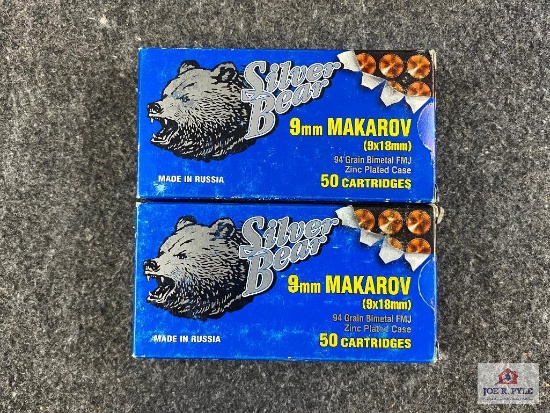 Silver
Bear
9mm MAKAROV
(9x18mm)
94 Grain Bimetal FMJ
Zinc Plated Case
MADE IN RUSSIA
50 CARTRIDGES
Silver
Bear
9mm MAKAROV
(9x18mm)
94 Grain Bimetal FMJ
Zinc Plated Case
MADE IN RUSSIA
50 CARTRIDGES
JOE R. PYLE